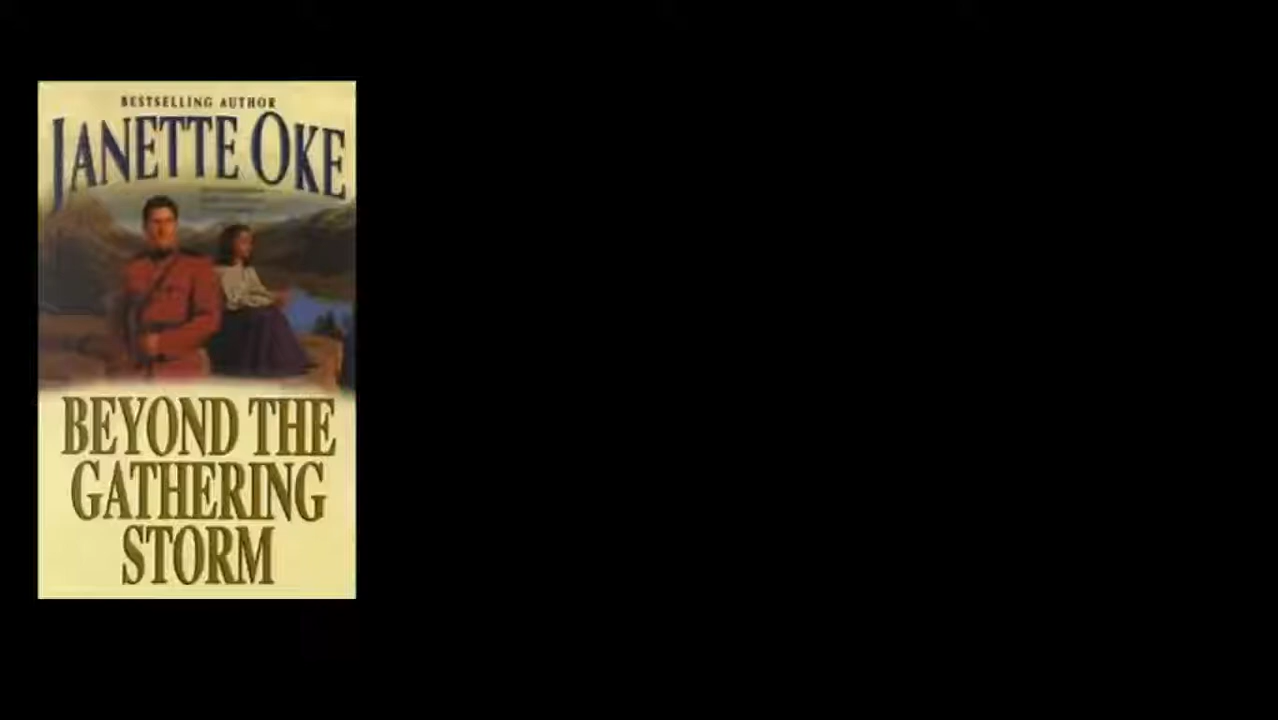 BESTSELLING AUTHOR
JANETTE OKE
BEYOND THE
GATHERING
STORM